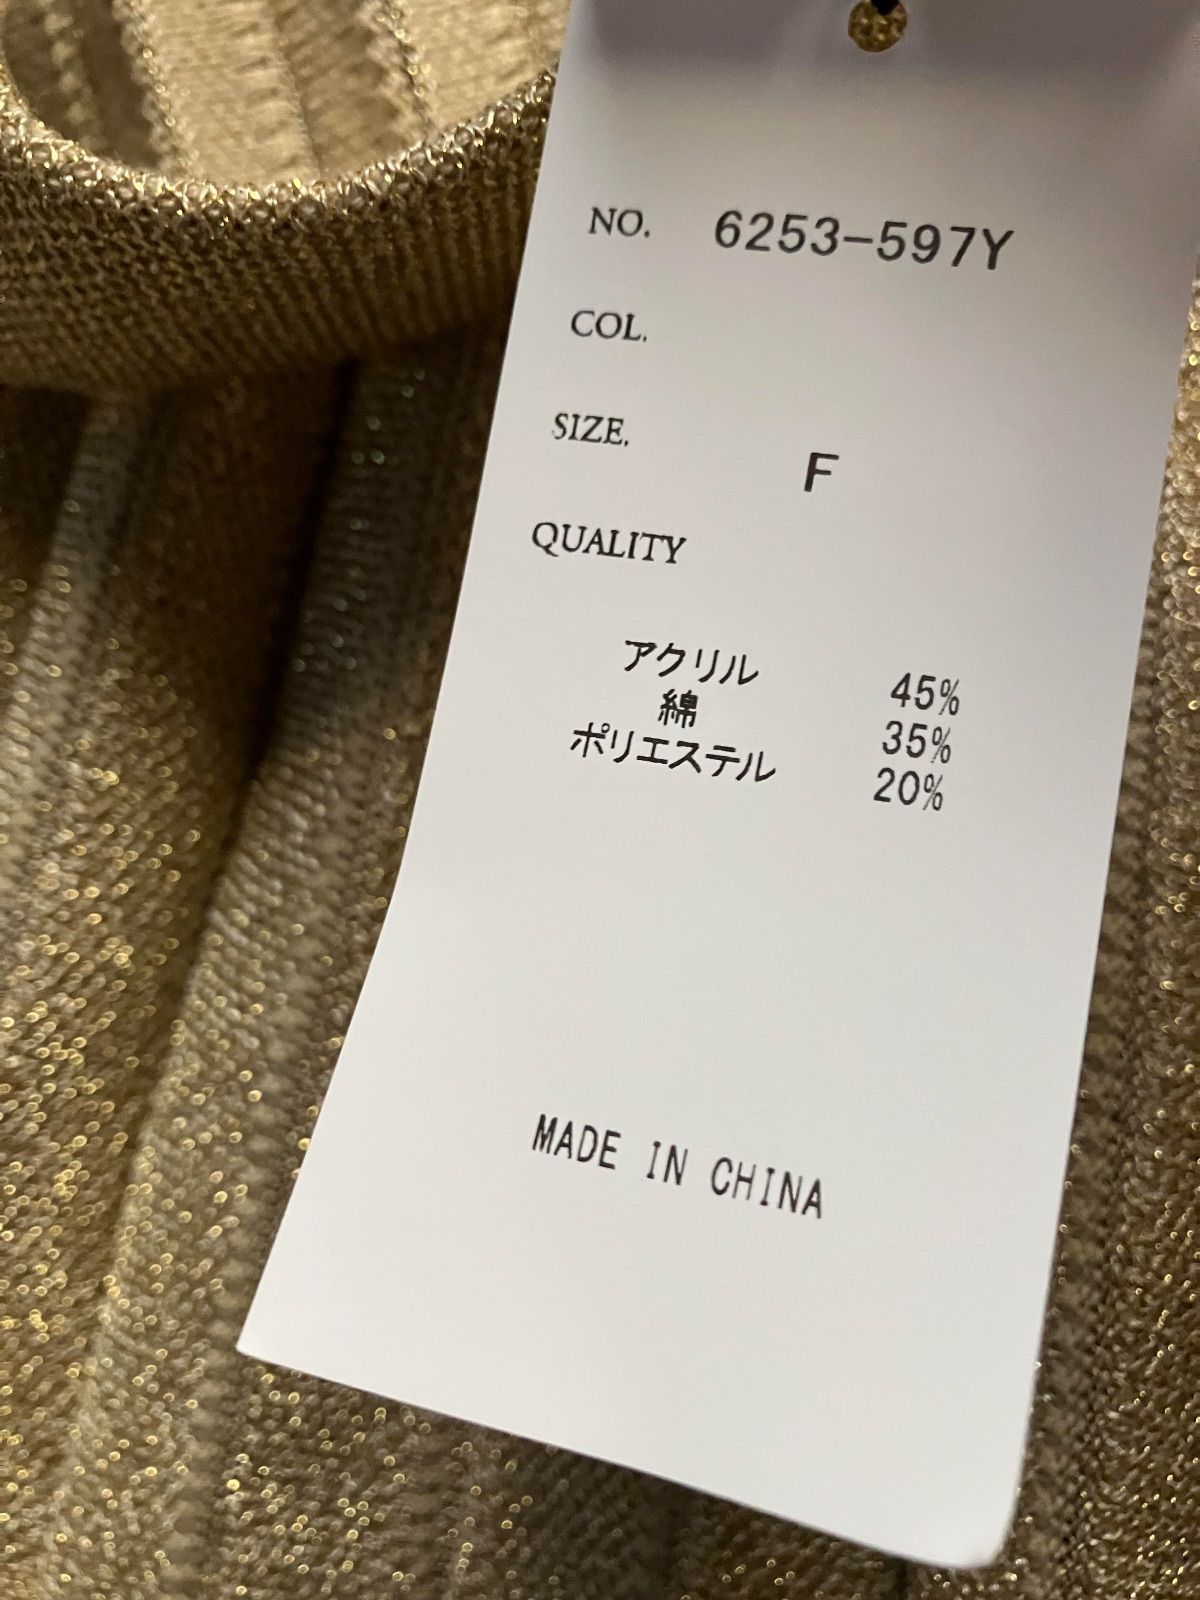 NO. 6253-597Y
COL.
SIZE. F
QUALITY
アクリル 45%
綿 35%
ポリエステル 20%
MADE IN CHINA